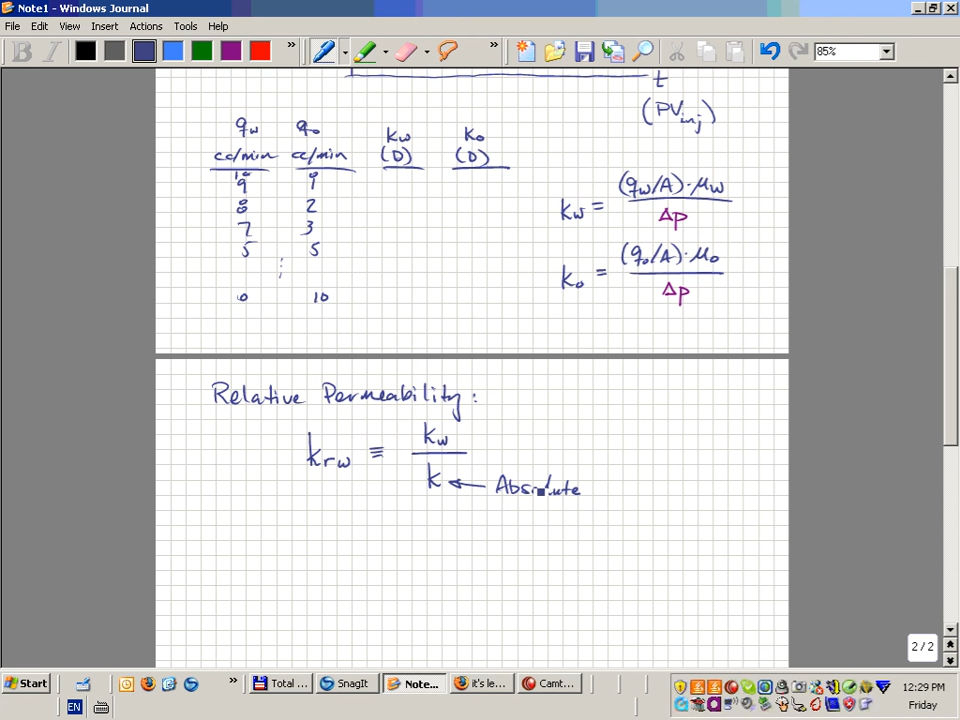 Note1 - Windows Journal
File Edit View Insert Actions Tools Help
B I » » 85%
t
(PVinj)
qw qo kw ko
cc/min cc/min (D) (D)
10 0
9 1
8 2
7 3
5 5
⋮
0 10
kw = (qw/A)·μw / Δp
ko = (qo/A)·μo / Δp
Relative Permeability:
krw ≡ kw / k ← Absolute
2 / 2
Start » Total ... SnagIt Note... it's le... Camt... 12:29 PM
EN Friday